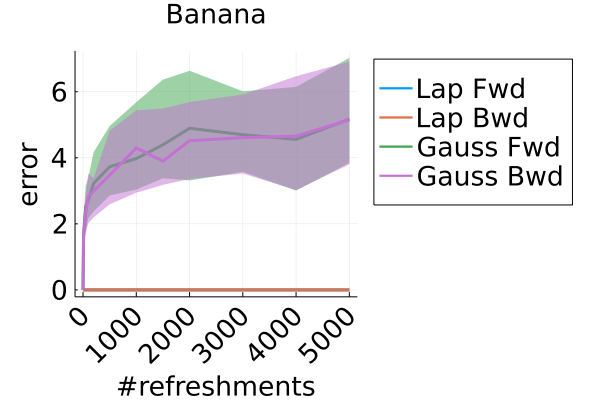 Banana
error
6
4
2
0
0
1000
2000
3000
4000
5000
#refreshments
Lap Fwd
Lap Bwd
Gauss Fwd
Gauss Bwd